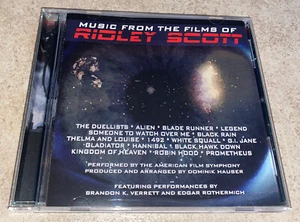 MUSIC FROM THE FILMS OF
RIDLEY SCOTT
THE DUELLISTS * ALIEN * BLADE RUNNER * LEGEND
SOMEONE TO WATCH OVER ME * BLACK RAIN
THELMA AND LOUISE * 1492 * WHITE SQUALL * G.I. JANE
GLADIATOR * HANNIBAL * BLACK HAWK DOWN
KINGDOM OF HEAVEN * ROBIN HOOD * PROMETHEUS
PERFORMED BY THE AMERICAN FILM SYMPHONY
PRODUCED AND ARRANGED BY DOMINIK HAUSER
FEATURING PERFORMANCES BY
BRANDON K. VERRETT AND EDGAR ROTHERMICH